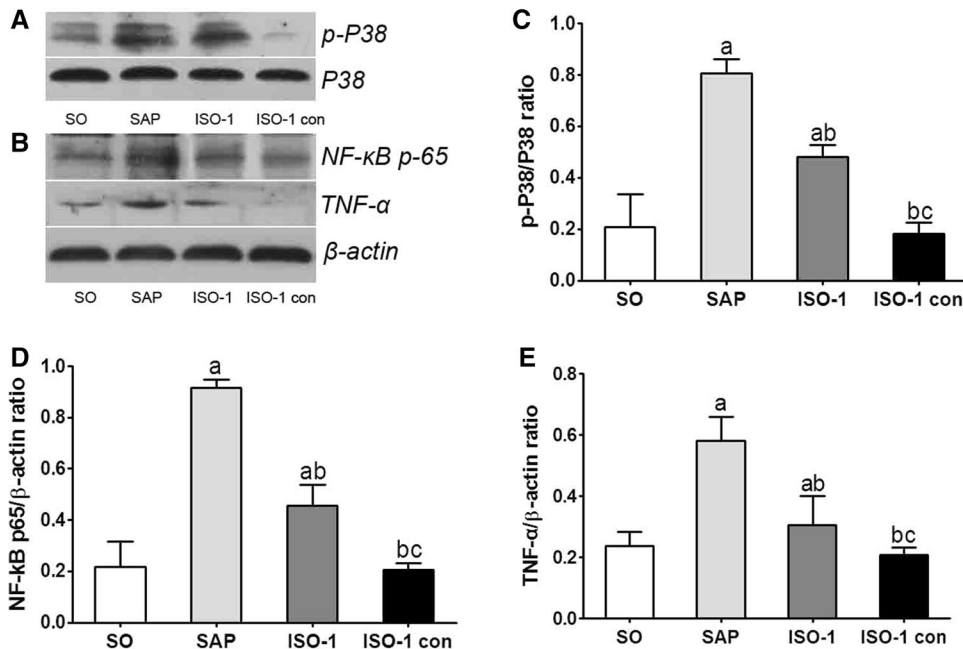 A
p-P38
P38
SO SAP ISO-1 ISO-1 con
B
NF-κB p-65
TNF-α
β-actin
SO SAP ISO-1 ISO-1 con
C
p-P38/P38 ratio
1.0
0.8
0.6
0.4
0.2
0.0
a
ab
bc
SO SAP ISO-1 ISO-1 con
D
NF-kB p65/β-actin ratio
1.0
0.8
0.6
0.4
0.2
0.0
a
ab
bc
SO SAP ISO-1 ISO-1 con
E
TNF-α/β-actin ratio
0.8
0.6
0.4
0.2
0.0
a
ab
bc
SO SAP ISO-1 ISO-1 con